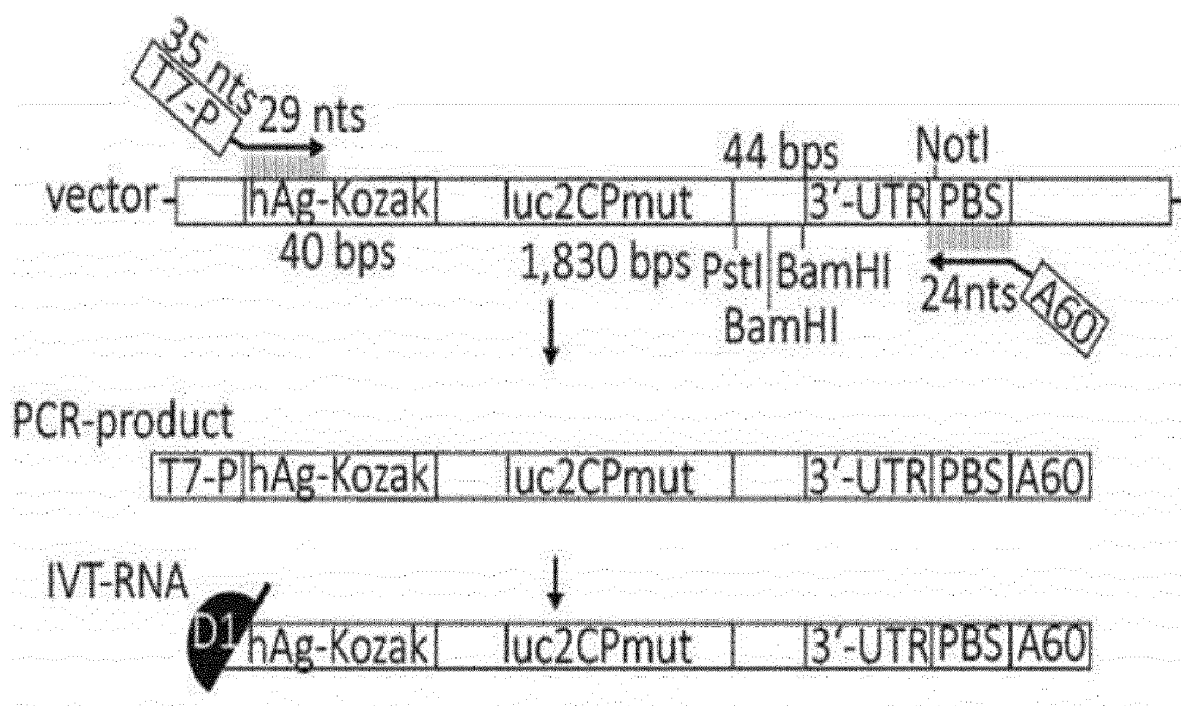 35 nts
T7-P
29 nts
44 bps
NotI
vector
hAg-Kozak
luc2CPmut
3'-UTR
PBS
40 bps
1,830 bps
PstI
BamHI
BamHI
24nts
A60
PCR-product
T7-P
hAg-Kozak
luc2CPmut
3'-UTR
PBS
A60
IVT-RNA
D1
hAg-Kozak
luc2CPmut
3'-UTR
PBS
A60